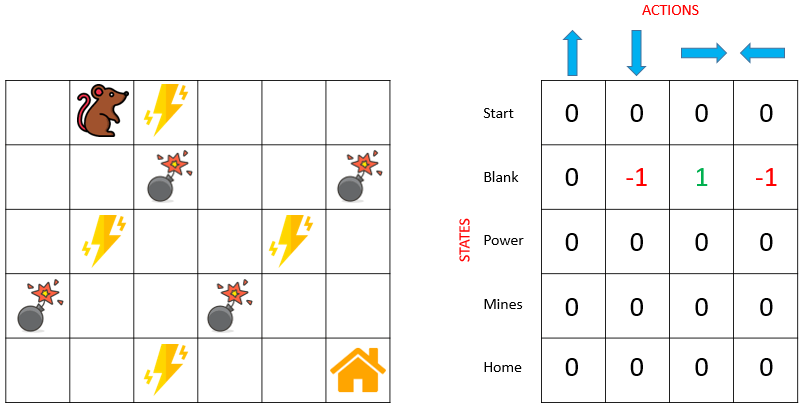 ACTIONS
Start 0 0 0 0
Blank 0 -1 1 -1
Power 0 0 0 0
Mines 0 0 0 0
Home 0 0 0 0
STATES